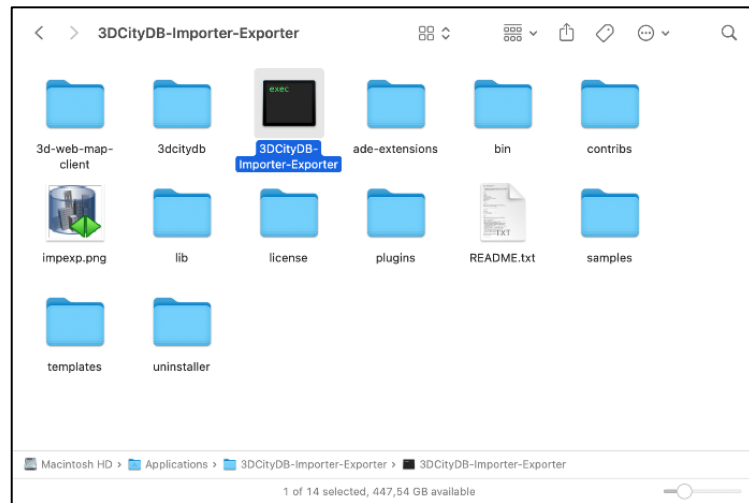 3DCityDB-Importer-Exporter
exec
3d-web-map-
client
3dcitydb
3DCityDB-
Importer-Exporter
ade-extensions
bin
contribs
impexp.png
lib
license
plugins
TXT
README.txt
samples
templates
uninstaller
Macintosh HD › Applications › 3DCityDB-Importer-Exporter › 3DCityDB-Importer-Exporter
1 of 14 selected, 447,54 GB available